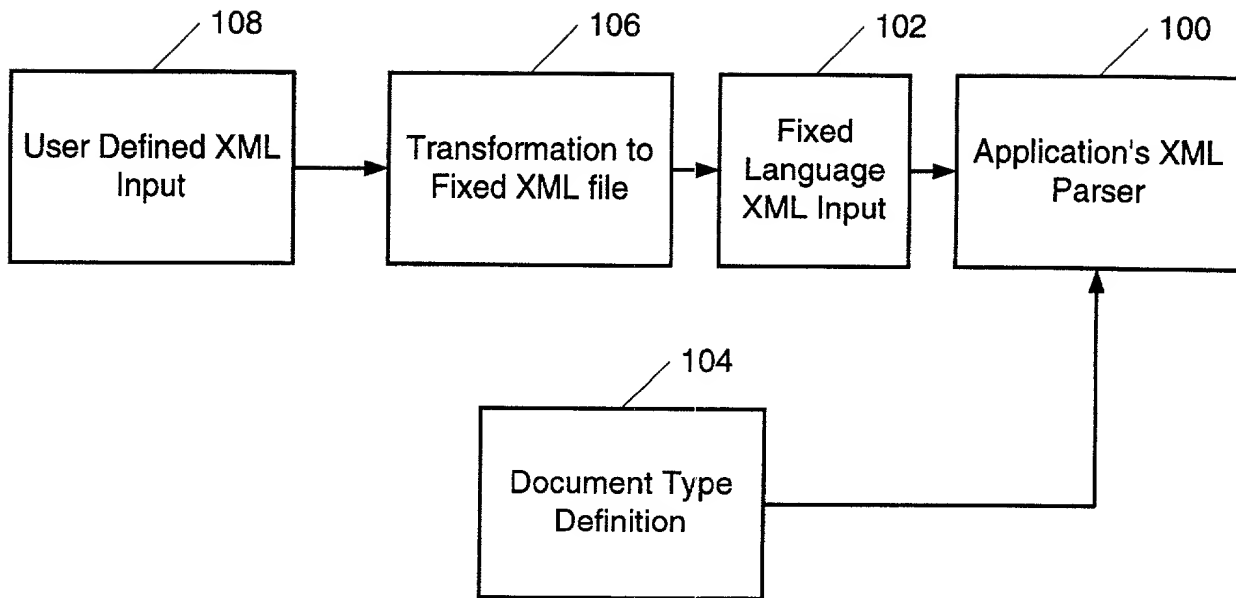 108
106
102
100
User Defined XML
Input
Transformation to
Fixed XML file
Fixed
Language
XML Input
Application's XML
Parser
104
Document Type
Definition